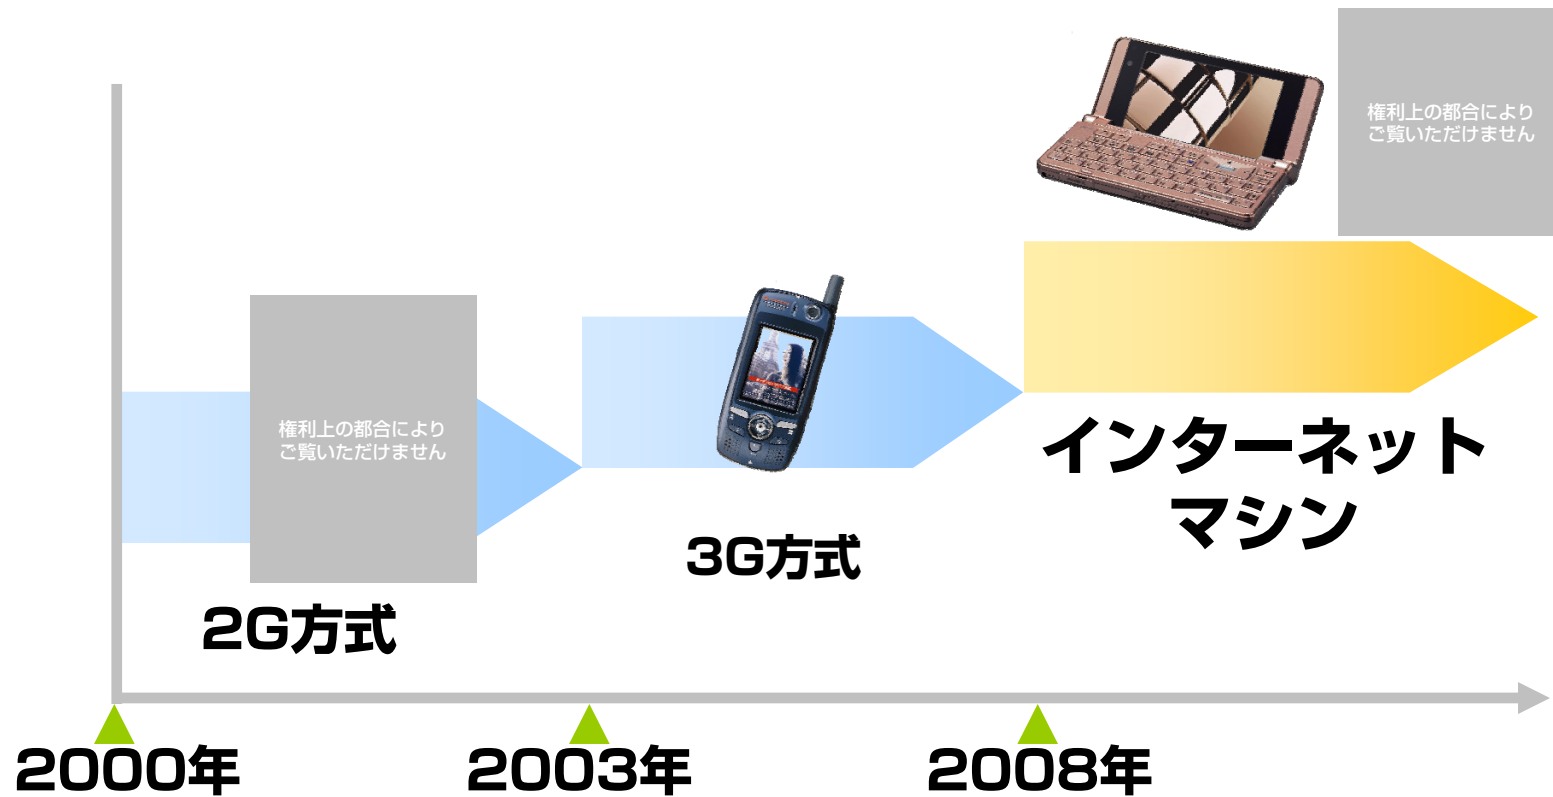 権利上の都合により
ご覧いただけません
権利上の都合により
ご覧いただけません
インターネット
マシン
3G方式
2G方式
2000年
2003年
2008年